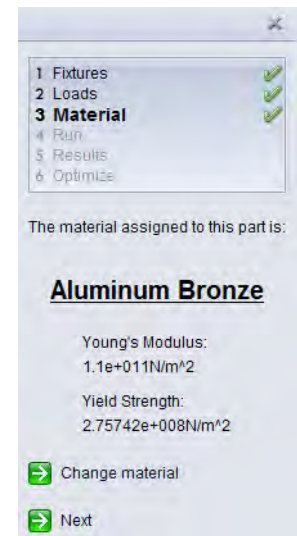 1 Fixtures
2 Loads
3 Material
4 Run
5 Results
6 Optimize
The material assigned to this part is:
Aluminum Bronze
Young's Modulus:
1.1e+011N/m^2
Yield Strength:
2.75742e+008N/m^2
Change material
Next